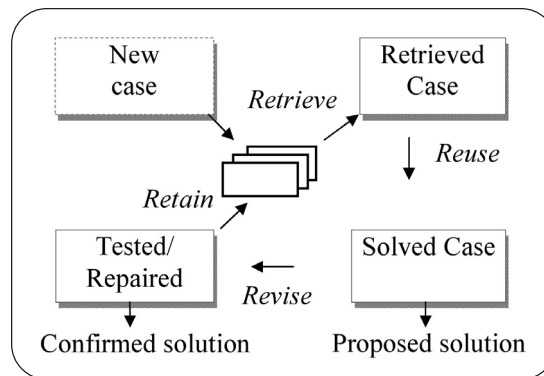 New
case
Retrieved
Case
Retrieve
Reuse
Retain
Tested/
Repaired
Solved Case
Revise
Confirmed solution
Proposed solution